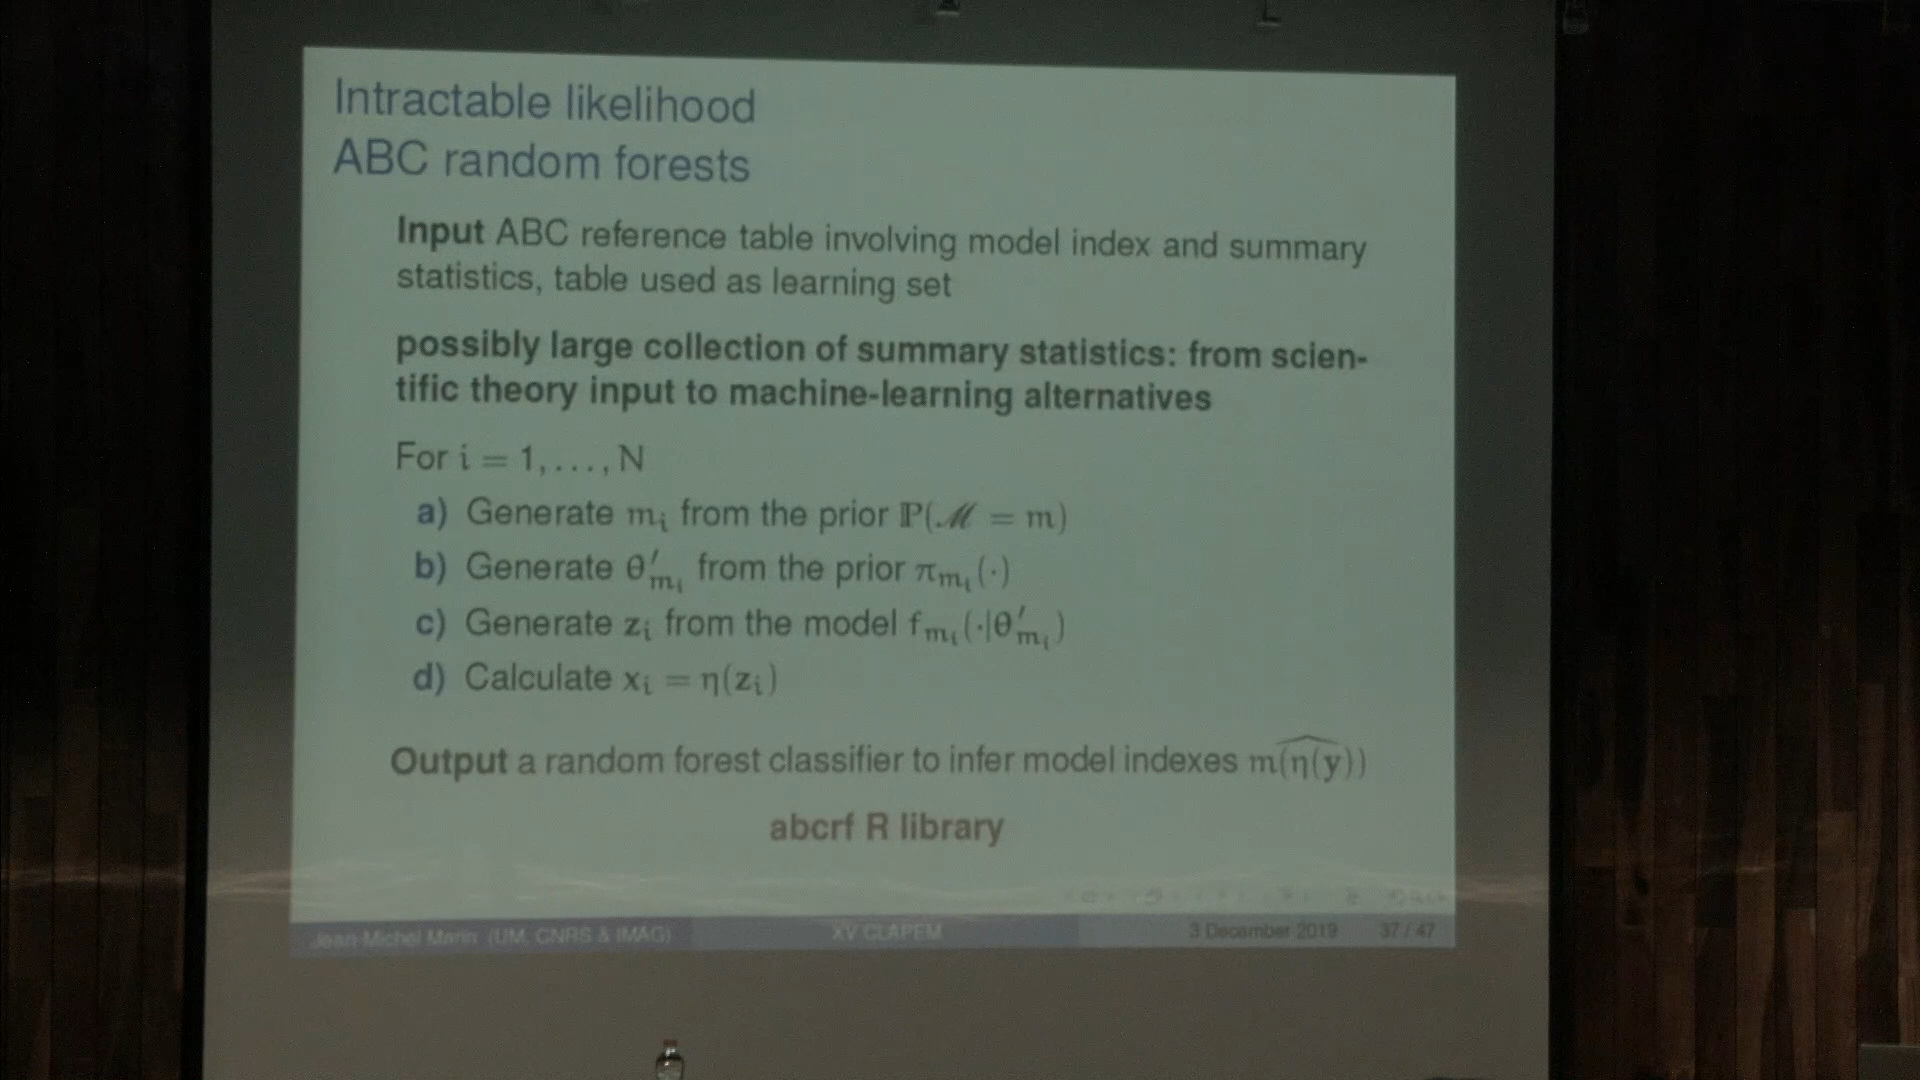 Intractable likelihood
ABC random forests
Input ABC reference table involving model index and summary
statistics, table used as learning set
possibly large collection of summary statistics: from scien-
tific theory input to machine-learning alternatives
For i = 1, . . . , N
a) Generate mᵢ from the prior ℙ(ℳ = m)
b) Generate θ′ₘᵢ from the prior πₘᵢ(·)
c) Generate zᵢ from the model fₘᵢ(·|θ′ₘᵢ)
d) Calculate xᵢ = η(zᵢ)
Output a random forest classifier to infer model indexes m(η(y))̂
abcrf R library
Jean-Michel Marin (UM, CNRS & IMAG) XV CLAPEM 3 December 2019 37 / 47